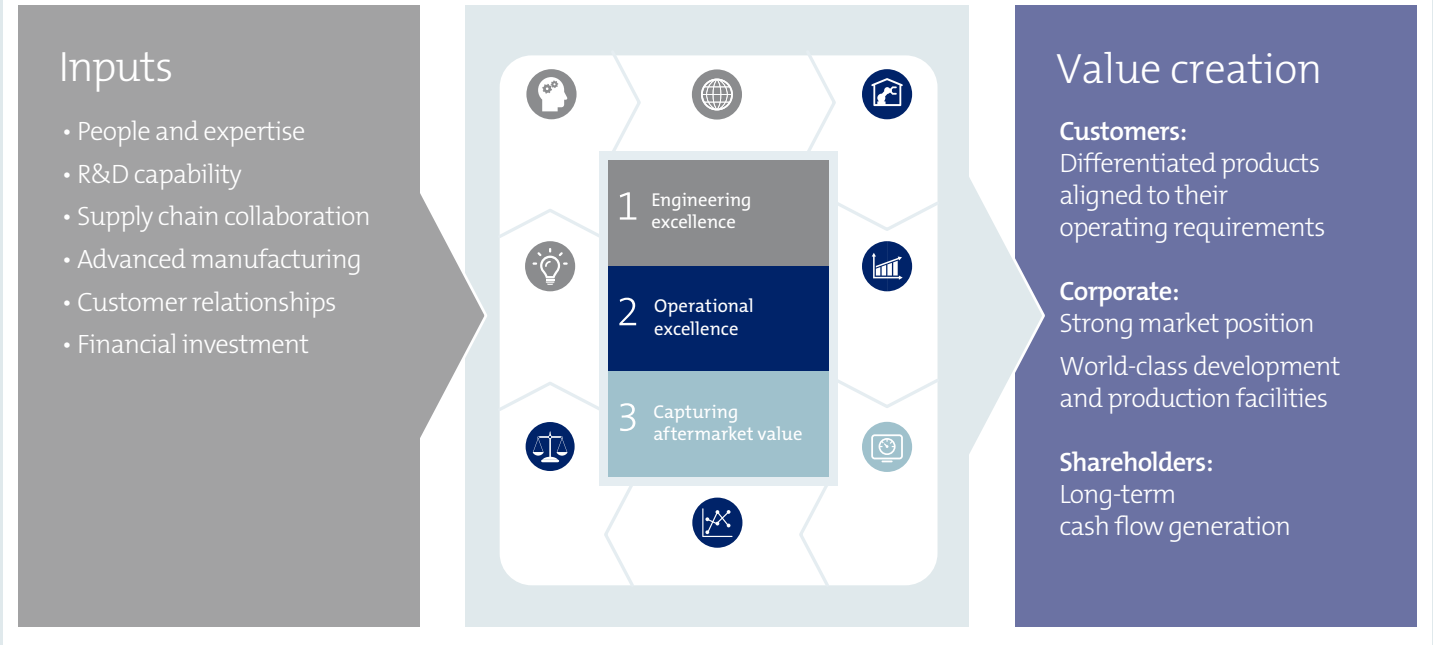 Inputs
• People and expertise
• R&D capability
• Supply chain collaboration
• Advanced manufacturing
• Customer relationships
• Financial investment
1 Engineering
excellence
2 Operational
excellence
3 Capturing
aftermarket value
Value creation
Customers:
Differentiated products
aligned to their
operating requirements
Corporate:
Strong market position
World-class development
and production facilities
Shareholders:
Long-term
cash flow generation